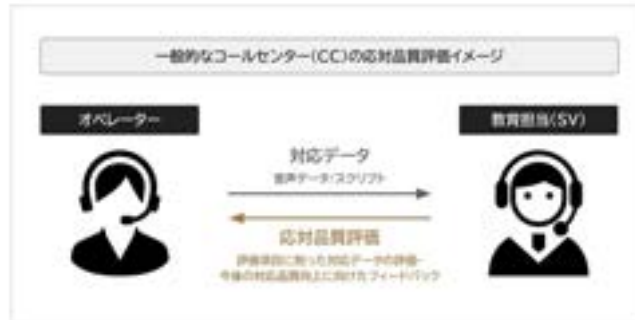 一般的なコールセンター(CC)の応対品質評価イメージ
オペレーター
教育担当(SV)
対応データ
音声データ/スクリプト
応対品質評価
評価項目に則った対応データの評価・
今後の対応品質向上に向けたフィードバック